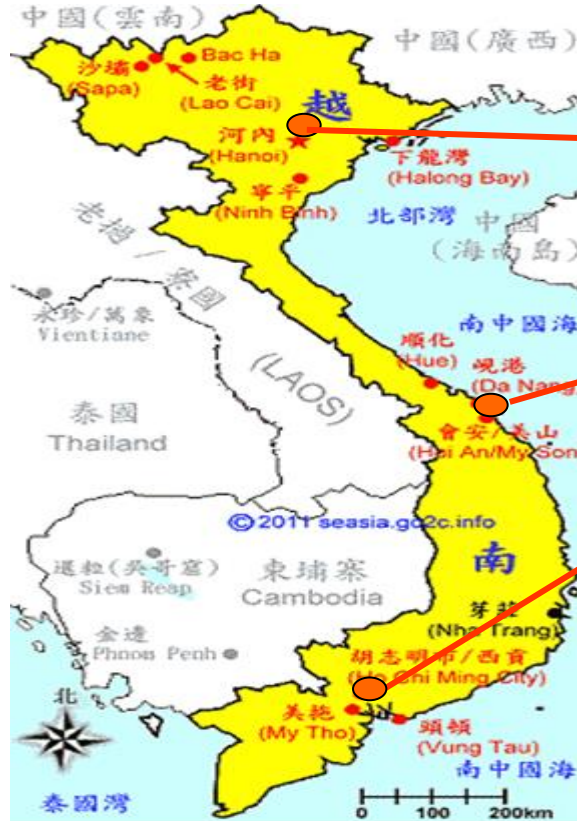 中國(雲南)
中國(廣西)
Bac Ha
沙壩
(Sapa)
老街
(Lao Cai)
越
河內
(Hanoi)
下龍灣
(Halong Bay)
寧平
(Ninh Binh)
北部灣
中國
(海南島)
老撾 / 寮國
(LAOS)
永珍/萬象
Vientiane
南中國海
順化
(Hue)
峴港
(Da Nang
會安/美山
(Hoi An/My Son
泰國
Thailand
© 2011 seasia.go2c.info
暹粒(吳哥窟)
Siem Reap
柬埔寨
Cambodia
南
芽莊
(Nha Trang)
金邊
Phnom Penh
胡志明市/西貢
(Ho Chi Ming City)
北
美拖
(My Tho)
頭頓
(Vung Tau)
南中國海
泰國灣
0 100 200km